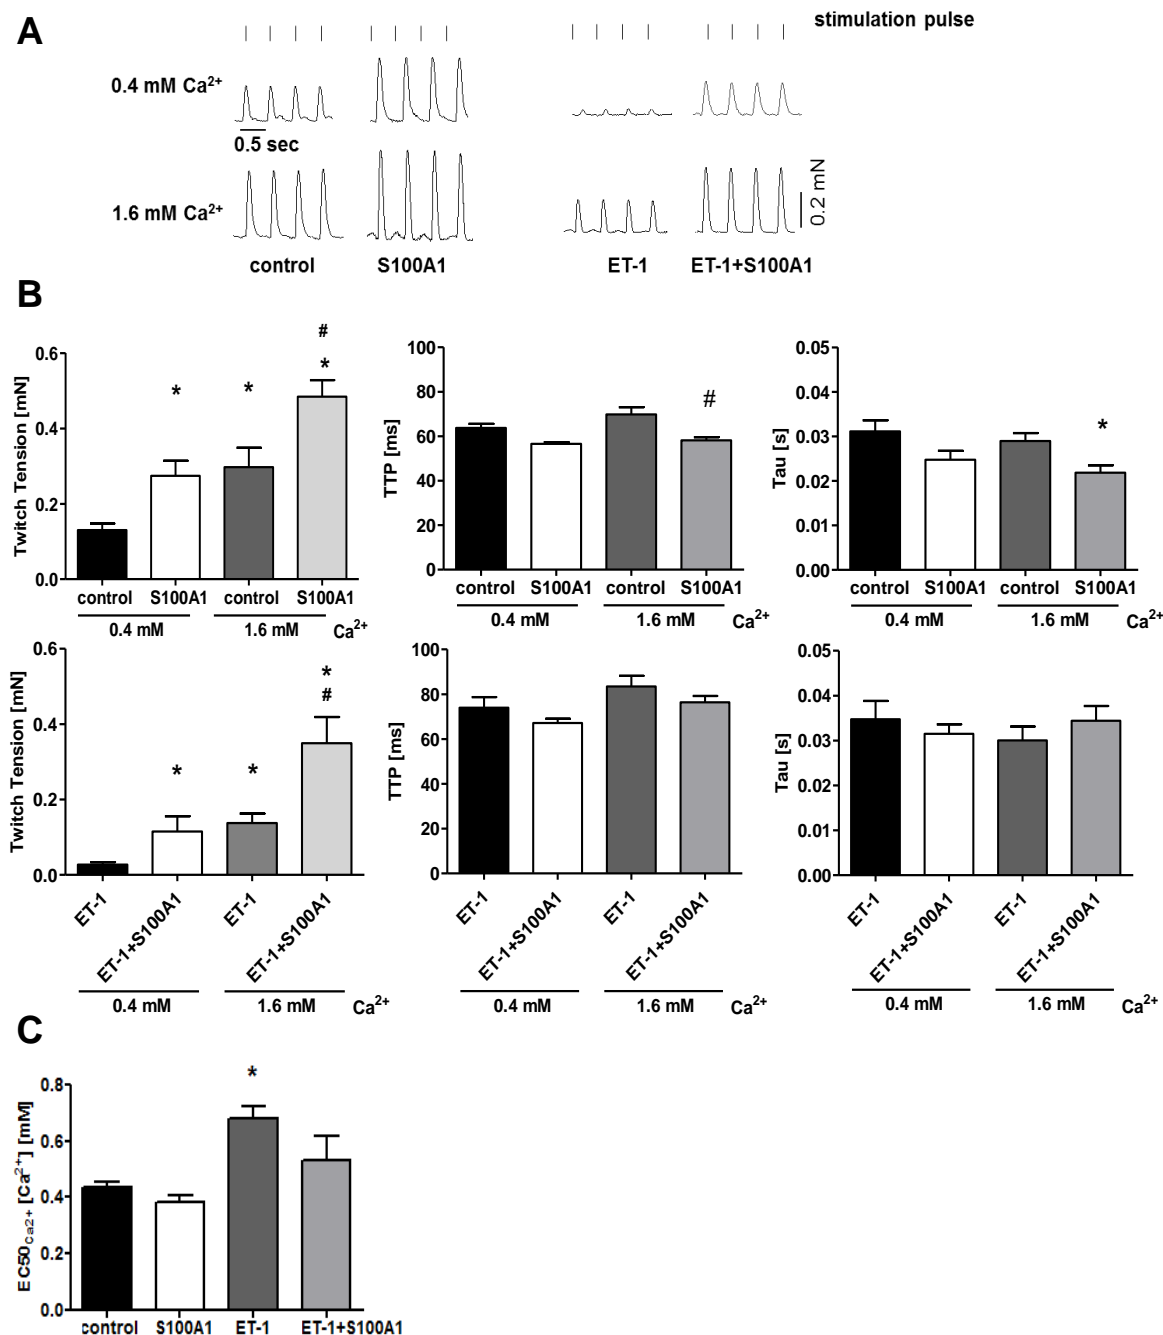 A
stimulation pulse
0.4 mM Ca²⁺
0.5 sec
1.6 mM Ca²⁺
0.2 mN
control S100A1 ET-1 ET-1+S100A1
B
Twitch Tension [mN]
0.6
0.4
0.2
0.0
* * # *
control S100A1 control S100A1
0.4 mM 1.6 mM Ca²⁺
TTP [ms]
100
80
60
40
20
0
#
control S100A1 control S100A1
0.4 mM 1.6 mM Ca²⁺
Tau [s]
0.05
0.04
0.03
0.02
0.01
0.00
*
control S100A1 control S100A1
0.4 mM 1.6 mM Ca²⁺
Twitch Tension [mN]
0.6
0.4
0.2
0.0
* * * #
ET-1 ET-1+S100A1 ET-1 ET-1+S100A1
0.4 mM 1.6 mM Ca²⁺
TTP [ms]
100
80
60
40
20
0
ET-1 ET-1+S100A1 ET-1 ET-1+S100A1
0.4 mM 1.6 mM Ca²⁺
Tau [s]
0.05
0.04
0.03
0.02
0.01
0.00
ET-1 ET-1+S100A1 ET-1 ET-1+S100A1
0.4 mM 1.6 mM Ca²⁺
C
EC50Ca2+ [Ca²⁺] [mM]
0.8
0.6
0.4
0.2
0.0
*
control S100A1 ET-1 ET-1+S100A1